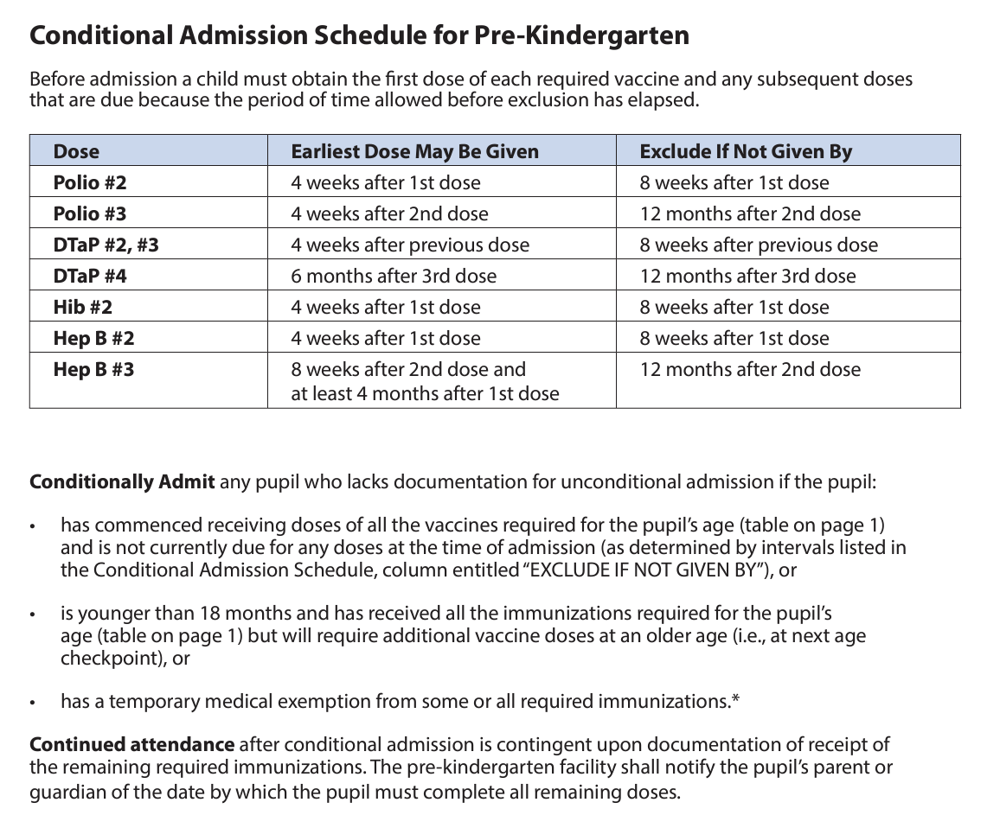 Conditional Admission Schedule for Pre-Kindergarten
Before admission a child must obtain the first dose of each required vaccine and any subsequent doses
that are due because the period of time allowed before exclusion has elapsed.
Dose Earliest Dose May Be Given Exclude If Not Given By
Polio #2 4 weeks after 1st dose 8 weeks after 1st dose
Polio #3 4 weeks after 2nd dose 12 months after 2nd dose
DTaP #2, #3 4 weeks after previous dose 8 weeks after previous dose
DTaP #4 6 months after 3rd dose 12 months after 3rd dose
Hib #2 4 weeks after 1st dose 8 weeks after 1st dose
Hep B #2 4 weeks after 1st dose 8 weeks after 1st dose
Hep B #3 8 weeks after 2nd dose and 12 months after 2nd dose
at least 4 months after 1st dose
Conditionally Admit any pupil who lacks documentation for unconditional admission if the pupil:
• has commenced receiving doses of all the vaccines required for the pupil’s age (table on page 1)
and is not currently due for any doses at the time of admission (as determined by intervals listed in
the Conditional Admission Schedule, column entitled “EXCLUDE IF NOT GIVEN BY”), or
• is younger than 18 months and has received all the immunizations required for the pupil’s
age (table on page 1) but will require additional vaccine doses at an older age (i.e., at next age
checkpoint), or
• has a temporary medical exemption from some or all required immunizations.*
Continued attendance after conditional admission is contingent upon documentation of receipt of
the remaining required immunizations. The pre-kindergarten facility shall notify the pupil’s parent or
guardian of the date by which the pupil must complete all remaining doses.